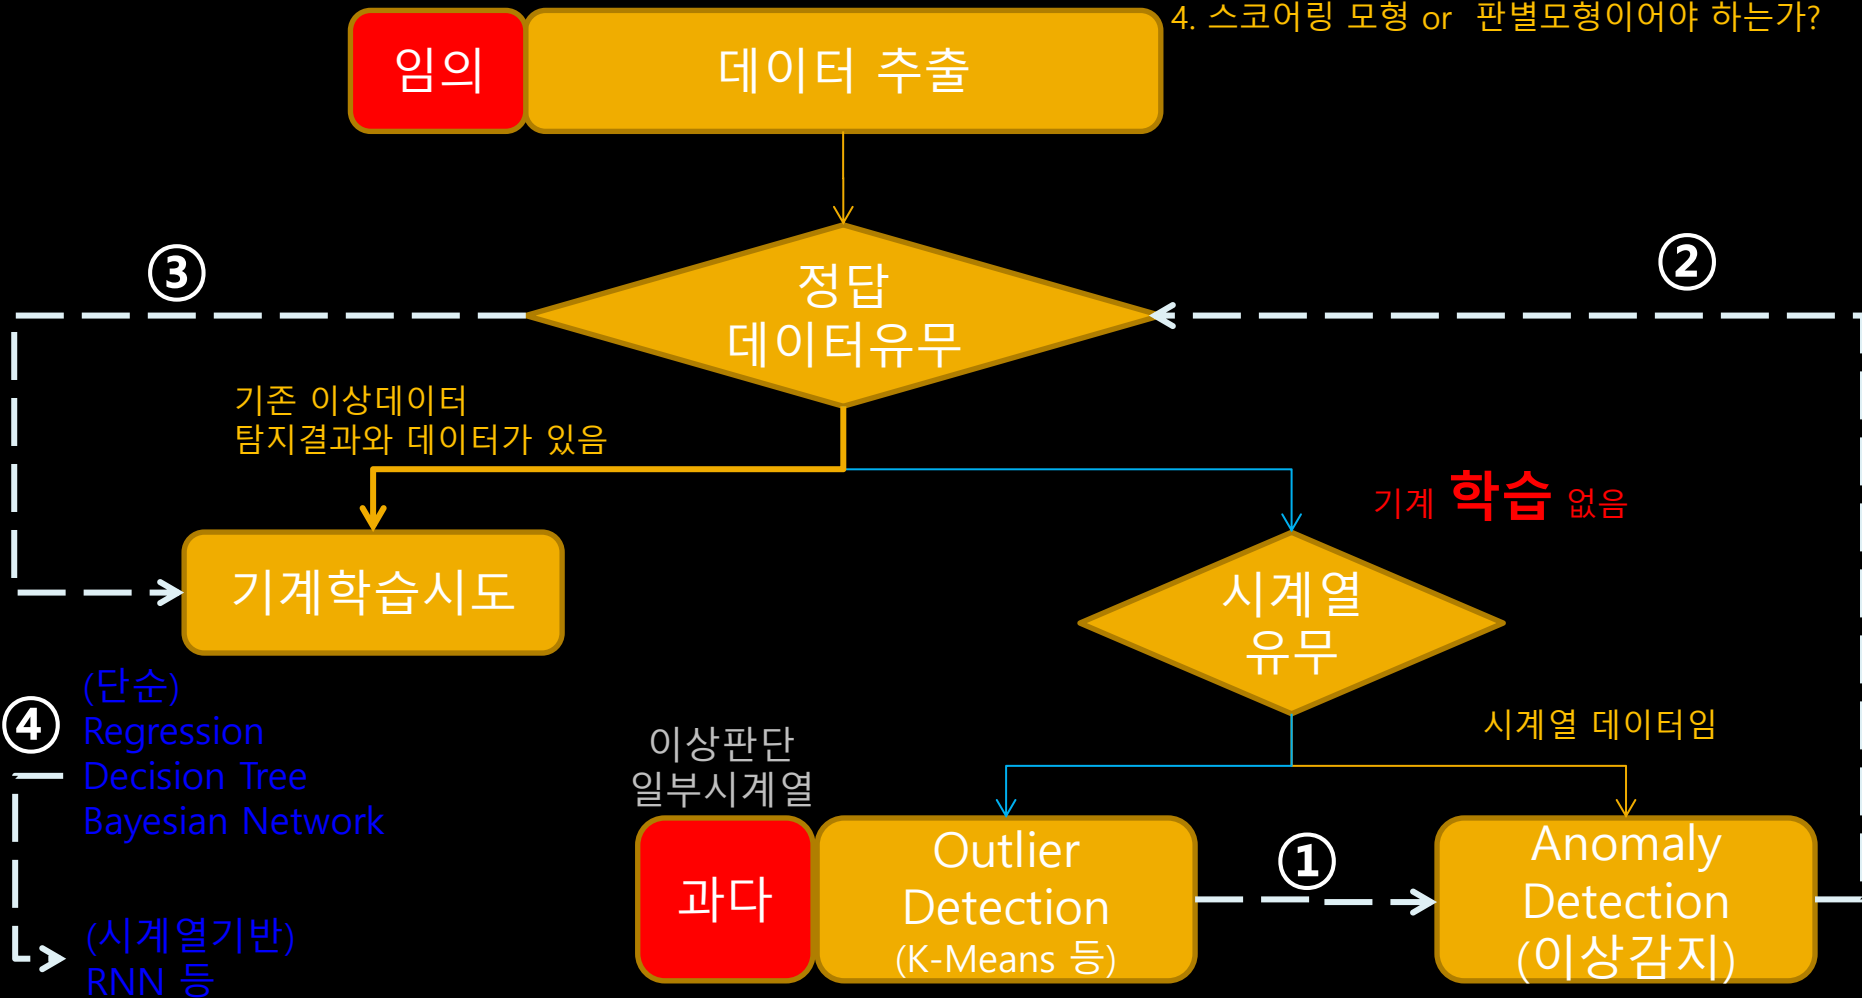 4. 스코어링 모형 or 판별모형이어야 하는가?
임의
데이터 추출
③
②
정답
데이터유무
기존 이상데이터
탐지결과와 데이터가 있음
기계 학습 없음
기계학습시도
시계열
유무
④
(단순)
Regression
Decision Tree
Bayesian Network
시계열 데이터임
이상판단
일부시계열
과다
Outlier
Detection
(K-Means 등)
①
Anomaly
Detection
(이상감지)
(시계열기반)
RNN 등